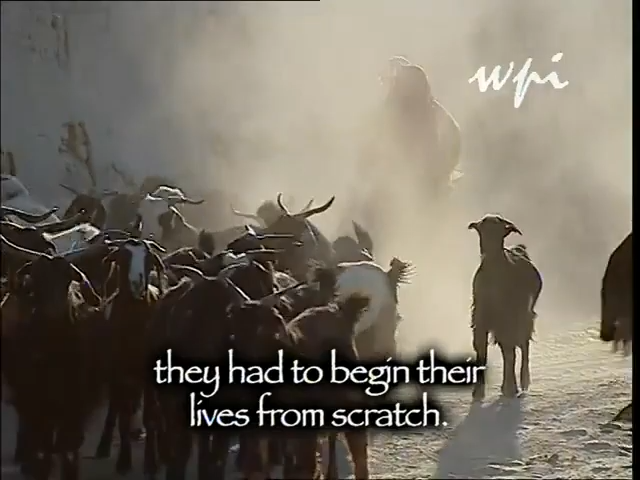 wpi
they had to begin their
lives from scratch.